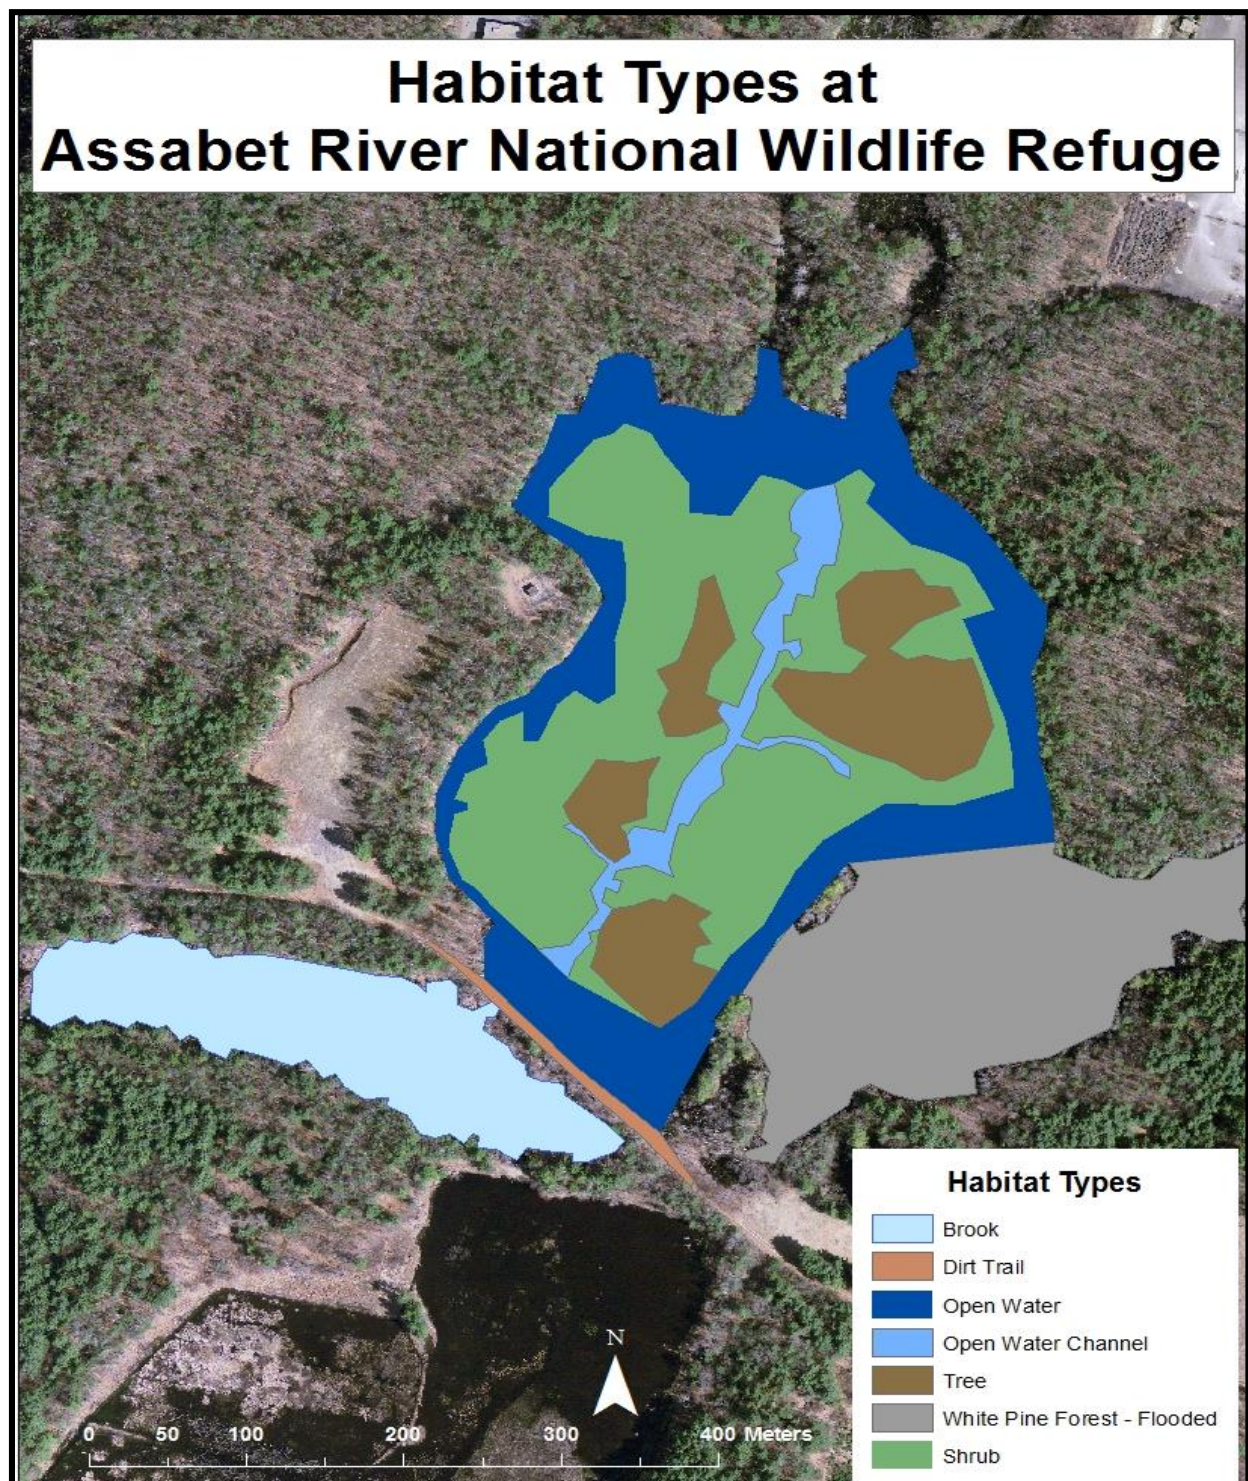 Habitat Types at
Assabet River National Wildlife Refuge
N
0 50 100 200 300 400 Meters
Habitat Types
Brook
Dirt Trail
Open Water
Open Water Channel
Tree
White Pine Forest - Flooded
Shrub